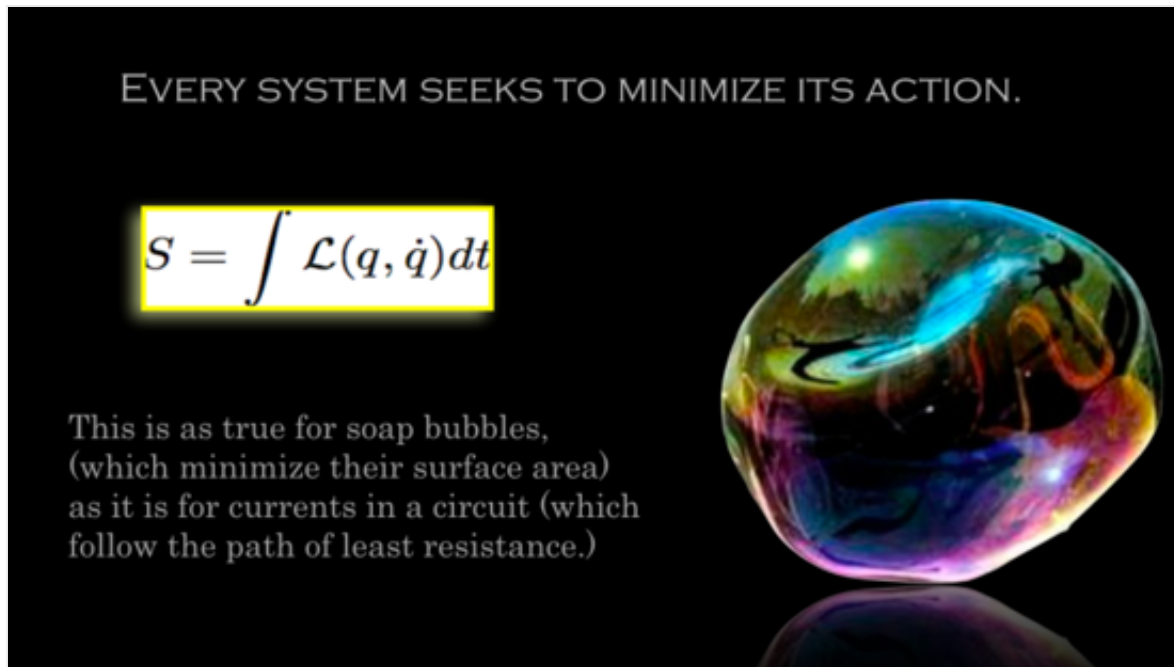 EVERY SYSTEM SEEKS TO MINIMIZE ITS ACTION.
S = ∫ ℒ(q, q̇)dt
This is as true for soap bubbles,
(which minimize their surface area)
as it is for currents in a circuit (which
follow the path of least resistance.)